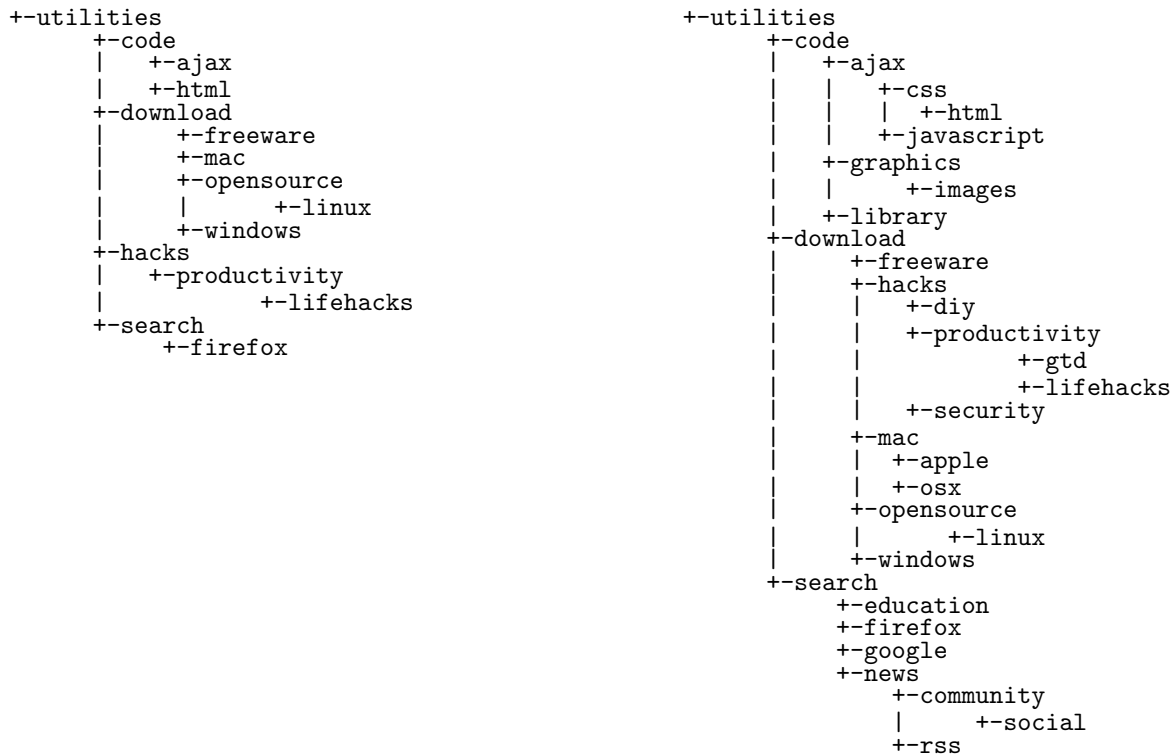 +-utilities
     +-code
     |   +-ajax
     |   +-html
     +-download
     |     +-freeware
     |     +-mac
     |     +-opensource
     |     |     +-linux
     |     +-windows
     +-hacks
     |   +-productivity
     |          +-lifehacks
     +-search
          +-firefox
+-utilities
     +-code
     |   +-ajax
     |   |   +-css
     |   |   |  +-html
     |   |   +-javascript
     |   +-graphics
     |   |     +-images
     |   +-library
     +-download
     |     +-freeware
     |     +-hacks
     |     |   +-diy
     |     |   +-productivity
     |     |          +-gtd
     |     |          +-lifehacks
     |     |   +-security
     |     +-mac
     |     |  +-apple
     |     |  +-osx
     |     +-opensource
     |     |      +-linux
     |     +-windows
     +-search
          +-education
          +-firefox
          +-google
          +-news
              +-community
              |     +-social
              +-rss